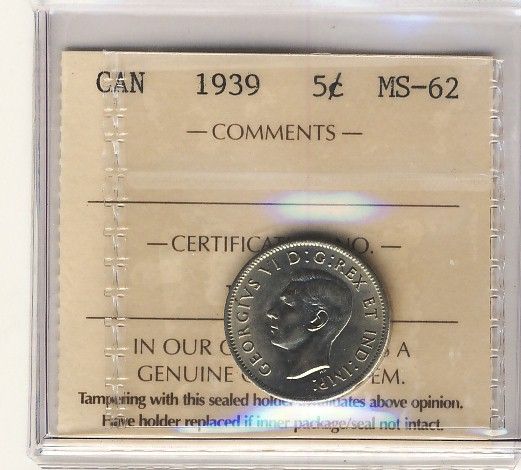 CAN 1939 5¢ MS-62
— COMMENTS —
— CERTIFICA NO. —
GEORGIVS VI D:G:REX ET IND:IMP:
IN OUR A
GENUINE EM.
Tampering with this sealed holder above opinion.
Have holder replaced if inner package/seal not intact.